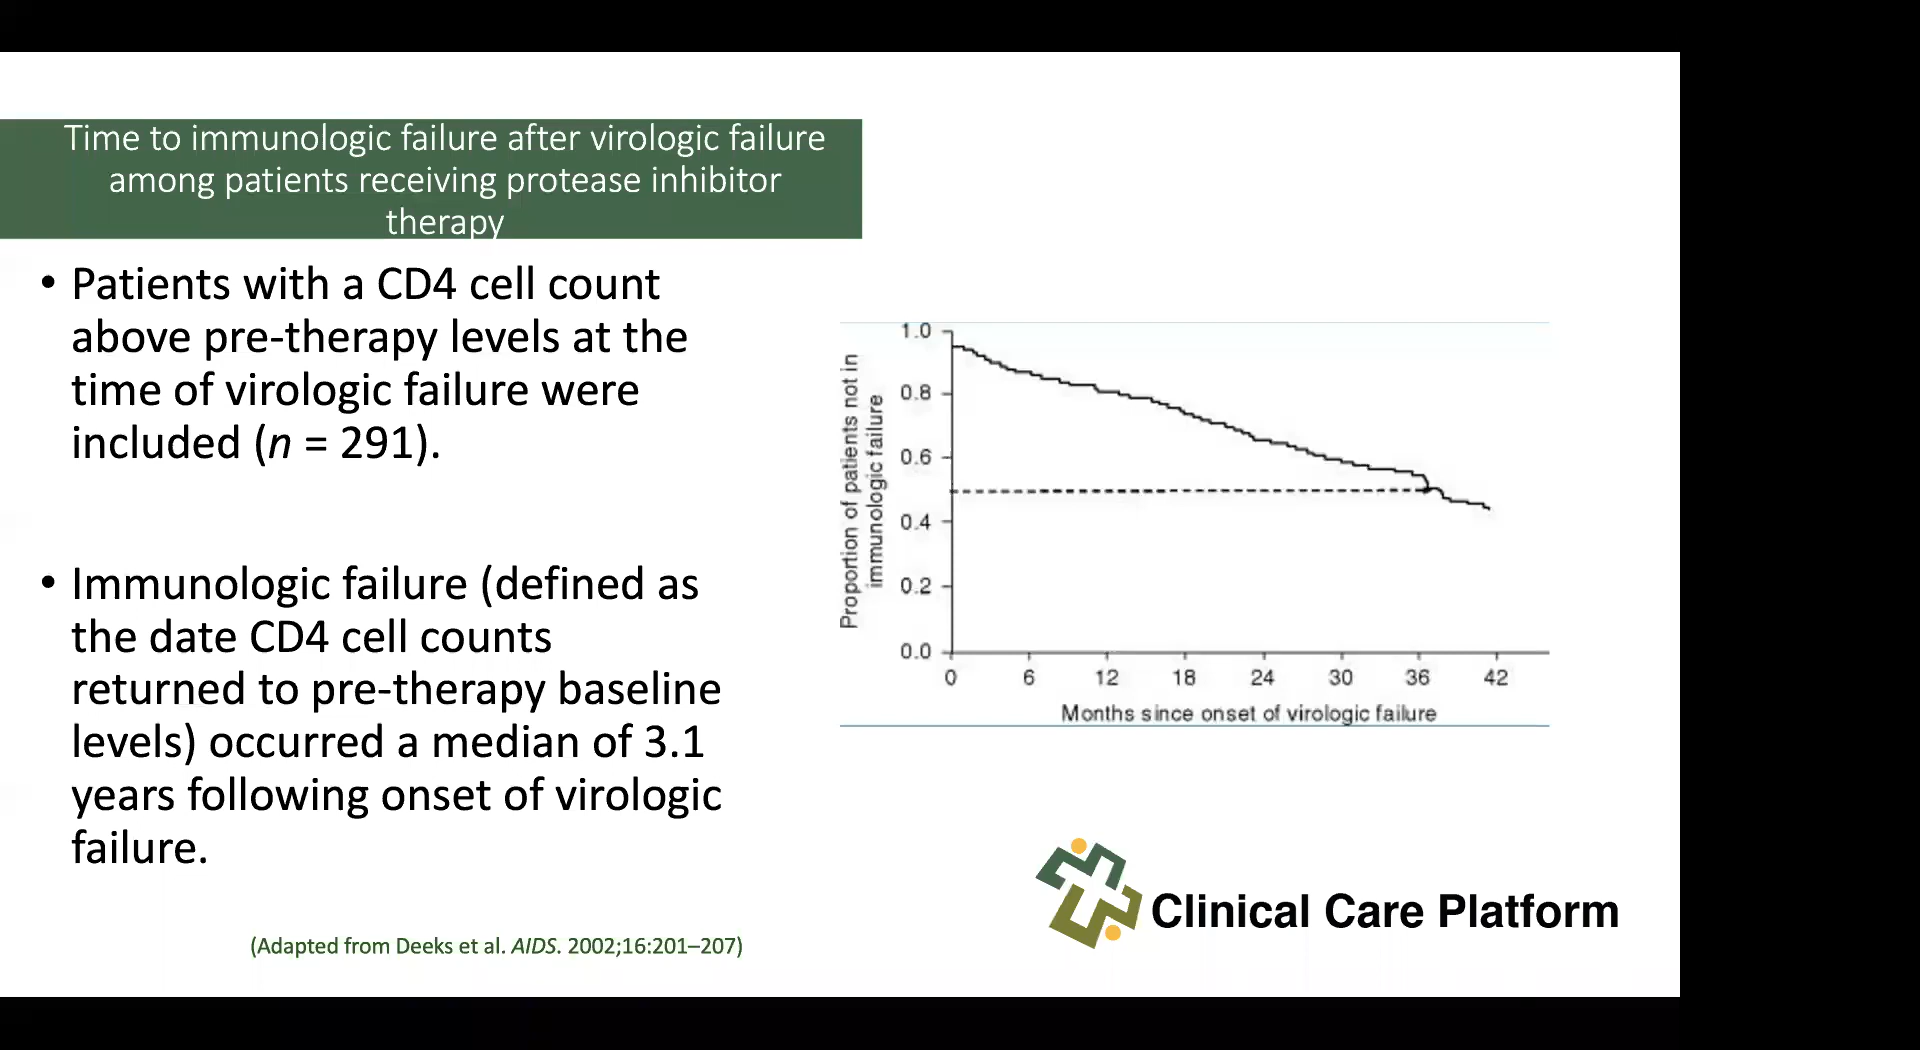 Time to immunologic failure after virologic failure
among patients receiving protease inhibitor
therapy
• Patients with a CD4 cell count
above pre-therapy levels at the
time of virologic failure were
included (n = 291).
• Immunologic failure (defined as
the date CD4 cell counts
returned to pre-therapy baseline
levels) occurred a median of 3.1
years following onset of virologic
failure.
(Adapted from Deeks et al. AIDS. 2002;16:201–207)
Proportion of patients not in
immunologic failure
1.0
0.8
0.6
0.4
0.2
0.0
0 6 12 18 24 30 36 42
Months since onset of virologic failure
Clinical Care Platform